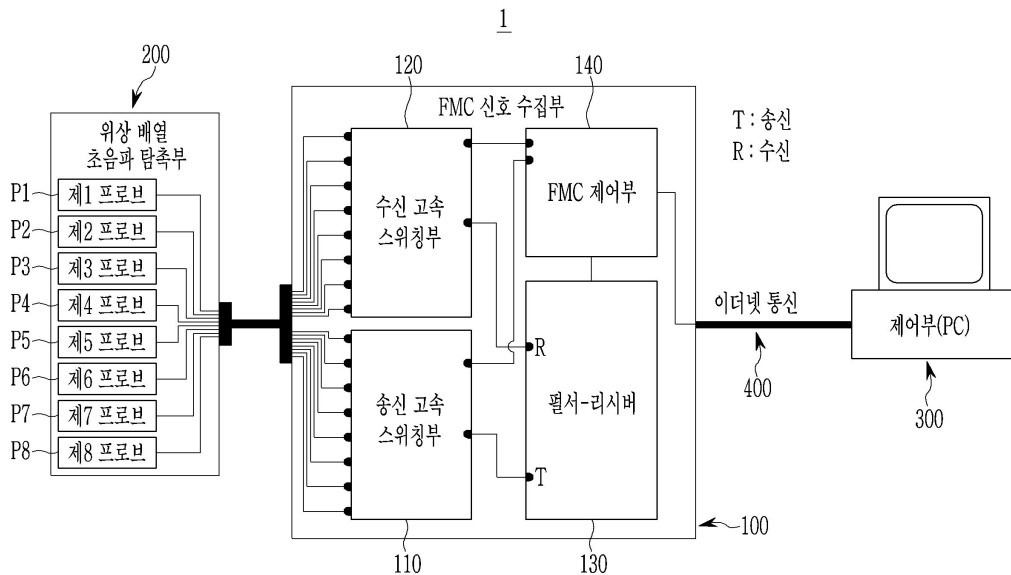 1
200
위상 배열
초음파 탐촉부
P1
제1 프로브
P2
제2 프로브
P3
제3 프로브
P4
제4 프로브
P5
제5 프로브
P6
제6 프로브
P7
제7 프로브
P8
제8 프로브
120
140
FMC 신호 수집부
수신 고속
스위칭부
FMC 제어부
송신 고속
스위칭부
R
펄서-리시버
T
110
130
100
T : 송신
R : 수신
이더넷 통신
400
제어부(PC)
300